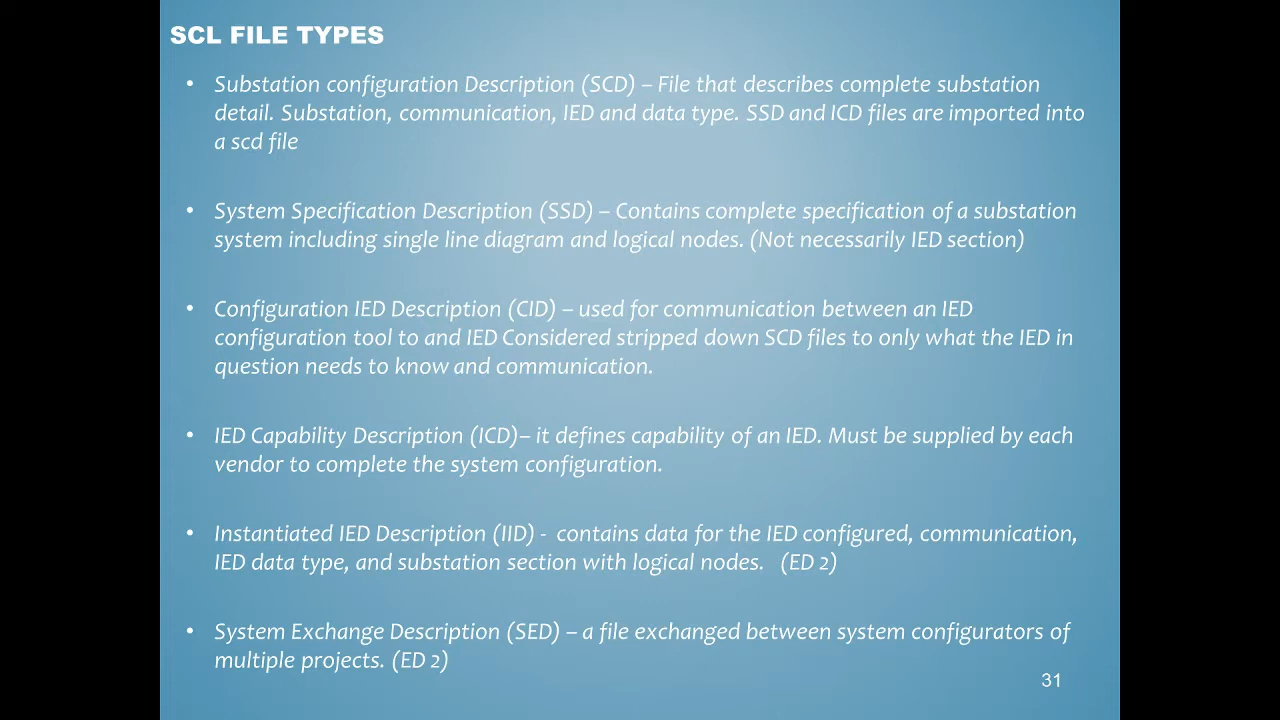 SCL FILE TYPES
• Substation configuration Description (SCD) – File that describes complete substation
detail. Substation, communication, IED and data type. SSD and ICD files are imported into
a scd file
• System Specification Description (SSD) – Contains complete specification of a substation
system including single line diagram and logical nodes. (Not necessarily IED section)
• Configuration IED Description (CID) – used for communication between an IED
configuration tool to and IED Considered stripped down SCD files to only what the IED in
question needs to know and communication.
• IED Capability Description (ICD)– it defines capability of an IED. Must be supplied by each
vendor to complete the system configuration.
• Instantiated IED Description (IID) - contains data for the IED configured, communication,
IED data type, and substation section with logical nodes. (ED 2)
• System Exchange Description (SED) – a file exchanged between system configurators of
multiple projects. (ED 2)
31